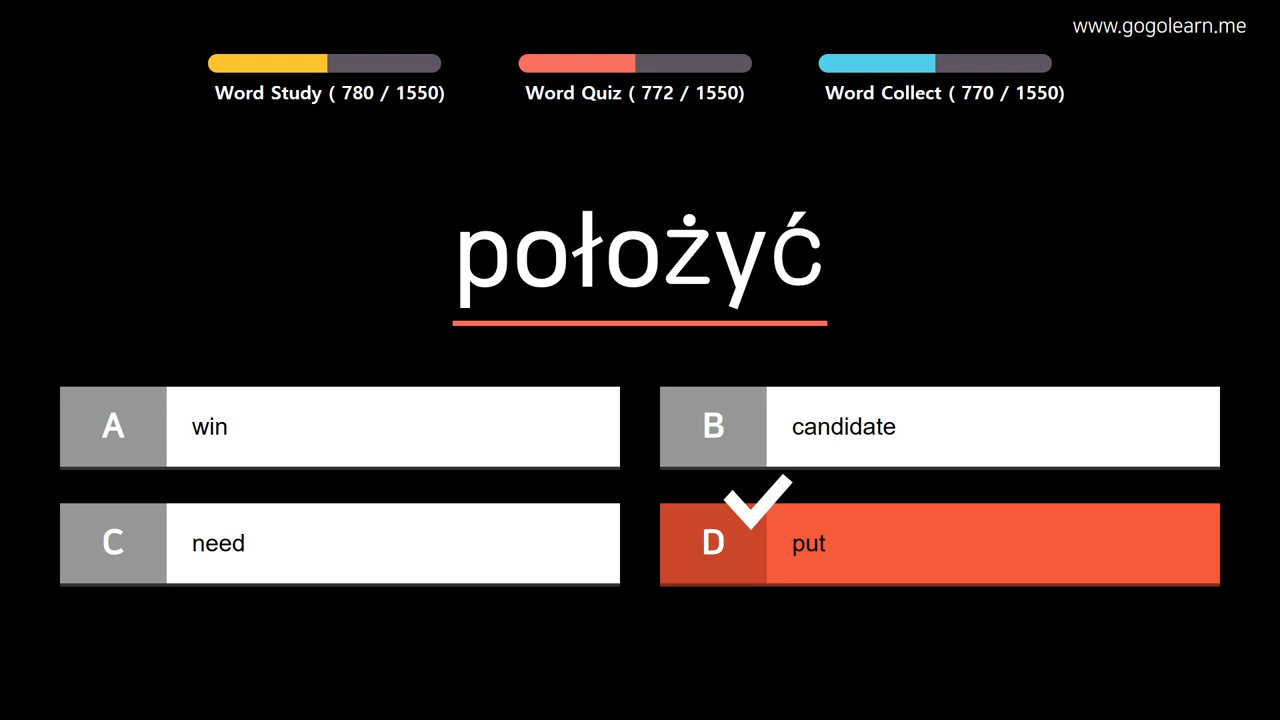 www.gogolearn.me
Word Study ( 780 / 1550)
Word Quiz ( 772 / 1550)
Word Collect ( 770 / 1550)
położyć
A win
B candidate
C need
D put